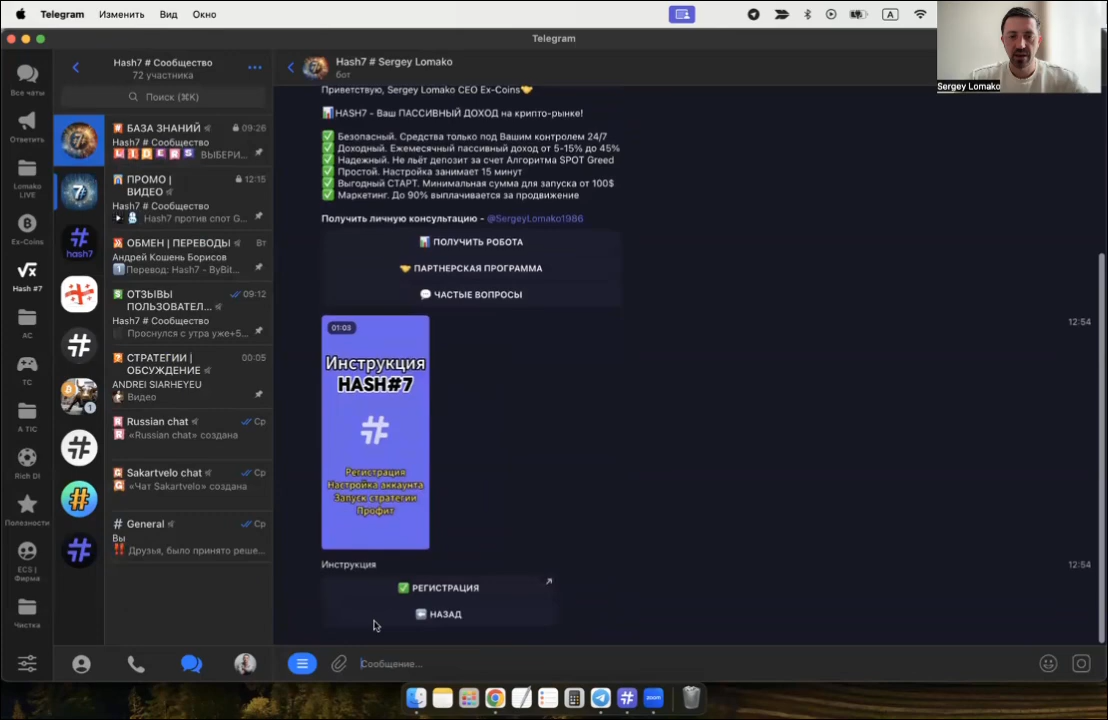 Telegram Изменить Вид Окно
A
Telegram
Sergey Lomako
Все чаты
Ответить
Lomako
LIVE
Ex-Coins
√x
Hash #7
AC
TC
A TIC
Rich DI
Полезности
ECS |
Фирма
Чистка
Hash7 # Сообщество
72 участника
Поиск (⌘K)
БАЗА ЗНАНИЙ 09:26
Hash7 # Сообщество
LIDERS ВЫБЕРИ...
ПРОМО | 12:15
ВИДЕО
Hash7 # Сообщество
Hash7 против спот G...
ОБМЕН | ПЕРЕВОДЫ Вт
Андрей Кошень Борисов
1 Перевод: Hash7 - ByBit...
ОТЗЫВЫ 09:12
ПОЛЬЗОВАТЕЛ...
Hash7 # Сообщество
Проснулся с утра уже+5...
СТРАТЕГИИ | 00:05
ОБСУЖДЕНИЕ
ANDREI SIARHEYEU
Видео
R Russian chat Ср
R «Russian chat» создана
G Sakartvelo chat Ср
G «Чат Sakartvelo» создана
# General Ср
Вы
‼️ Друзья, было принято реше...
7
hash7
1
Hash7 # Sergey Lomako
бот
Приветствую, Sergey Lomako CEO Ex-Coins🤝
📊HASH7 - Ваш ПАССИВНЫЙ ДОХОД на крипто-рынке!
✅ Безопасный. Средства только под Вашим контролем 24/7
✅ Доходный. Ежемесячный пассивный доход от 5-15% до 45%
✅ Надежный. Не льёт депозит за счет Алгоритма SPOT Greed
✅ Простой. Настройка занимает 15 минут
✅ Выгодный СТАРТ. Минимальная сумма для запуска от 100$
✅ Маркетинг. До 90% выплачивается за продвижение
Получить личную консультацию - @SergeyLomako1986
📊 ПОЛУЧИТЬ РОБОТА
🤝 ПАРТНЕРСКАЯ ПРОГРАММА
💬 ЧАСТЫЕ ВОПРОСЫ
12:54
01:05
Инструкция
HASH#7
#
Регистрация
Настройка аккаунта
Запуск стратегии
Профит
Инструкция
12:54
✅ РЕГИСТРАЦИЯ
⬅️ НАЗАД
Сообщение...
zoom